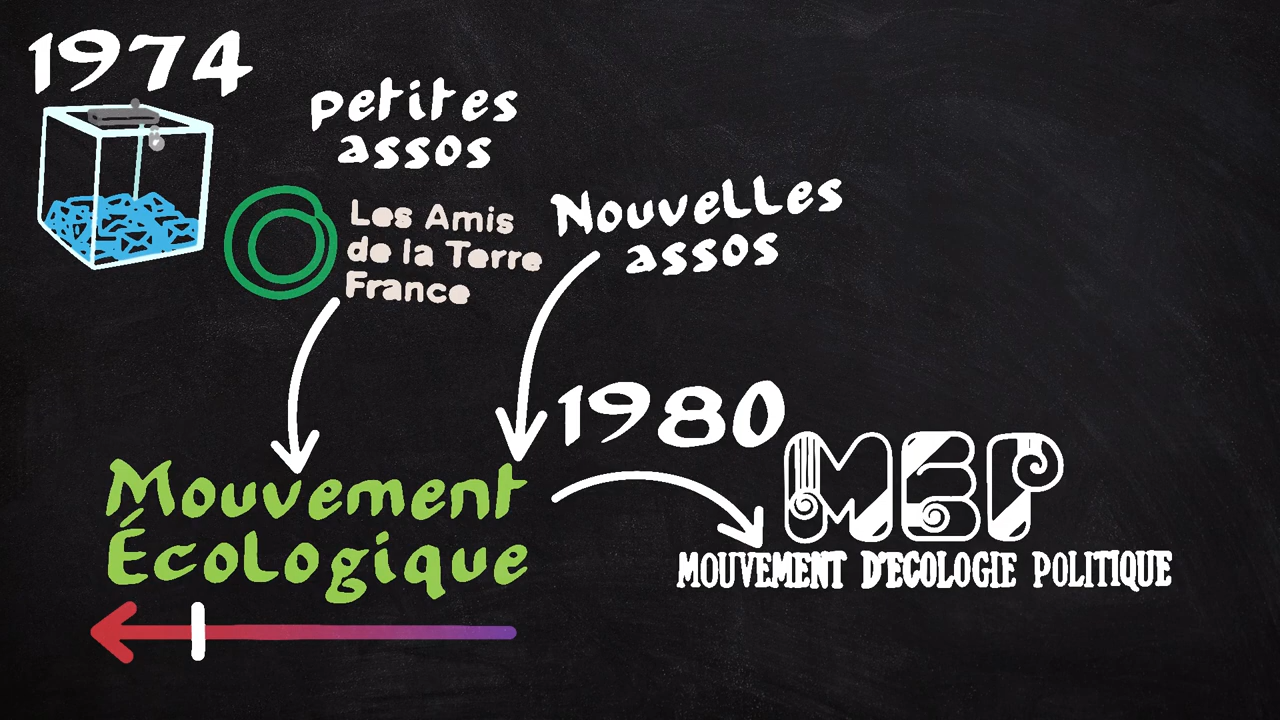 1974
petites
assos
Les Amis
de la Terre
France
Nouvelles
assos
1980
Mouvement
Écologique
MEP
MOUVEMENT D'ECOLOGIE POLITIQUE